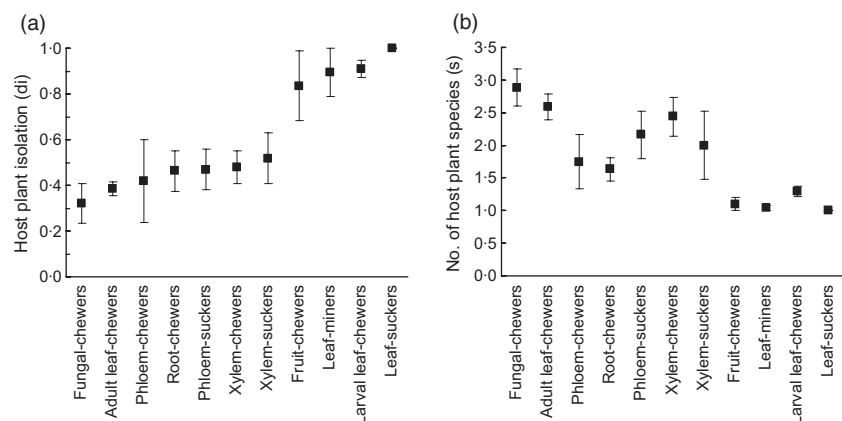 (a)
Host plant isolation (di)
1·0
0·8
0·6
0·4
0·2
0·0
Fungal-chewers
Adult leaf-chewers
Phloem-chewers
Root-chewers
Phloem-suckers
Xylem-chewers
Xylem-suckers
Fruit-chewers
Leaf-miners
Larval leaf-chewers
Leaf-suckers
(b)
No. of host plant species (s)
3·5
3·0
2·5
2·0
1·5
1·0
0·5
0·0
Fungal-chewers
Adult leaf-chewers
Phloem-chewers
Root-chewers
Phloem-suckers
Xylem-chewers
Xylem-suckers
Fruit-chewers
Leaf-miners
Larval leaf-chewers
Leaf-suckers